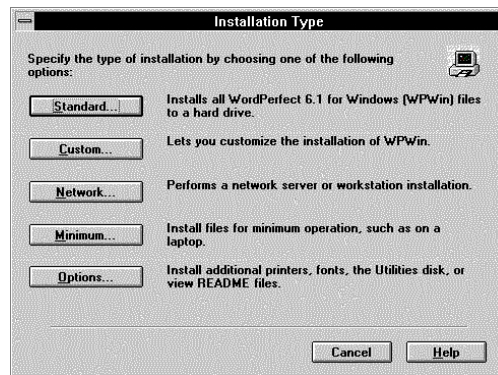 Installation Type
Specify the type of installation by choosing one of the following
options:
Standard...
Installs all WordPerfect 6.1 for Windows (WPWin) files
to a hard drive.
Custom...
Lets you customize the installation of WPWin.
Network...
Performs a network server or workstation installation.
Minimum...
Install files for minimum operation, such as on a
laptop.
Options...
Install additional printers, fonts, the Utilities disk, or
view README files.
Cancel
Help